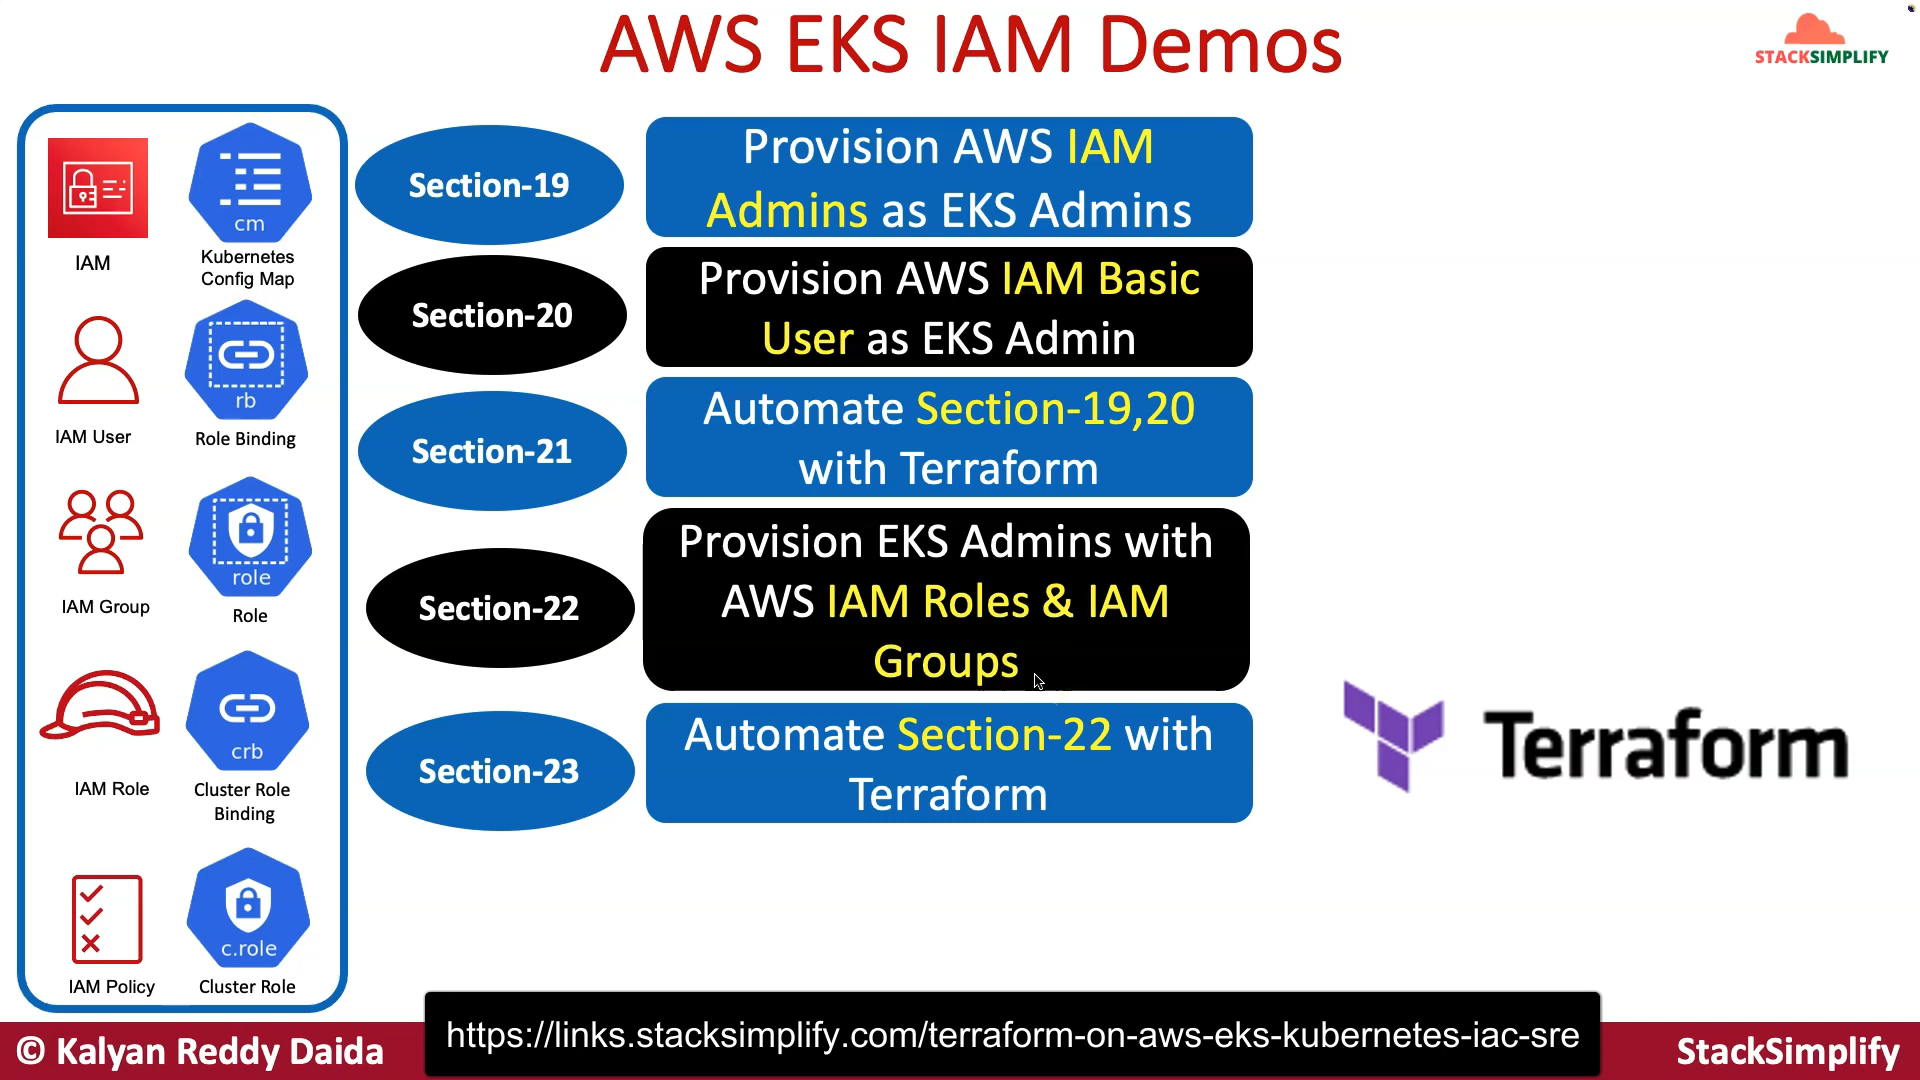 AWS EKS IAM Demos
STACKSIMPLIFY
IAM
cm
Kubernetes
Config Map
IAM User
rb
Role Binding
IAM Group
role
Role
IAM Role
crb
Cluster Role
Binding
IAM Policy
c.role
Cluster Role
Section-19
Provision AWS IAM
Admins as EKS Admins
Section-20
Provision AWS IAM Basic
User as EKS Admin
Section-21
Automate Section-19,20
with Terraform
Section-22
Provision EKS Admins with
AWS IAM Roles & IAM
Groups
Section-23
Automate Section-22 with
Terraform
Terraform
© Kalyan Reddy Daida
https://links.stacksimplify.com/terraform-on-aws-eks-kubernetes-iac-sre
StackSimplify